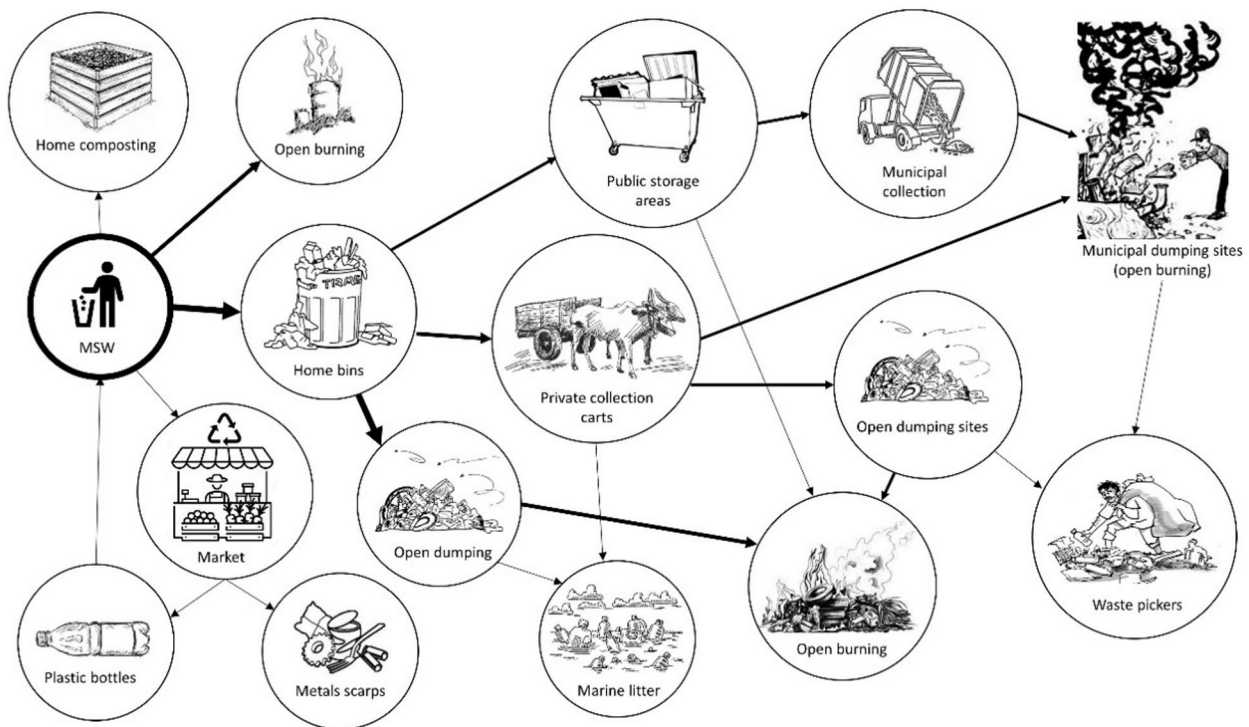 Home composting
Open burning
Public storage
areas
Municipal
collection
Municipal dumping sites
(open burning)
MSW
Home bins
Private collection
carts
Open dumping sites
Market
Open dumping
Waste pickers
Plastic bottles
Metals scarps
Marine litter
Open burning